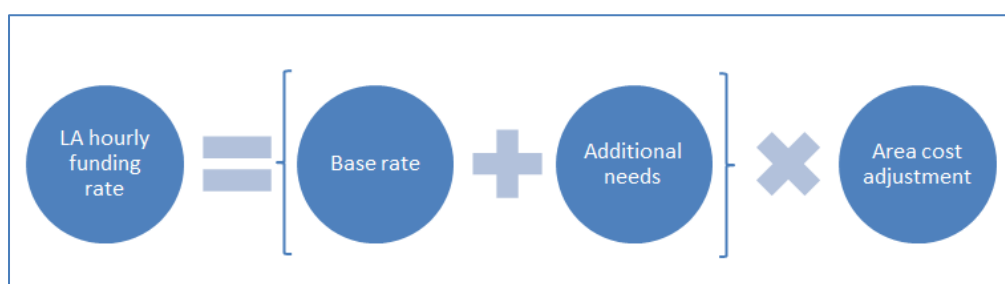 LA hourly
funding
rate
Base rate
Additional
needs
Area cost
adjustment